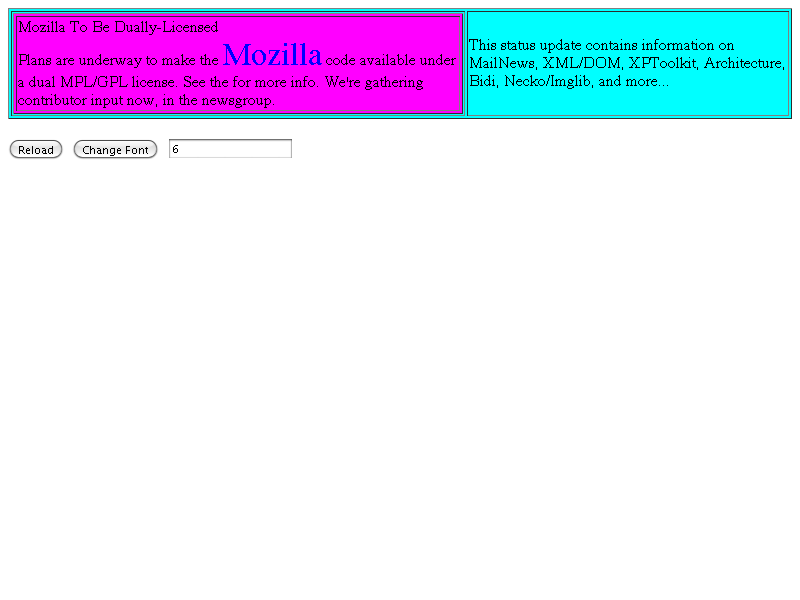 Mozilla To Be Dually-Licensed
Plans are underway to make the Mozilla code available under
a dual MPL/GPL license. See the for more info. We're gathering
contributor input now, in the newsgroup.
This status update contains information on
MailNews, XML/DOM, XPToolkit, Architecture,
Bidi, Necko/Imglib, and more...
Reload Change Font 6